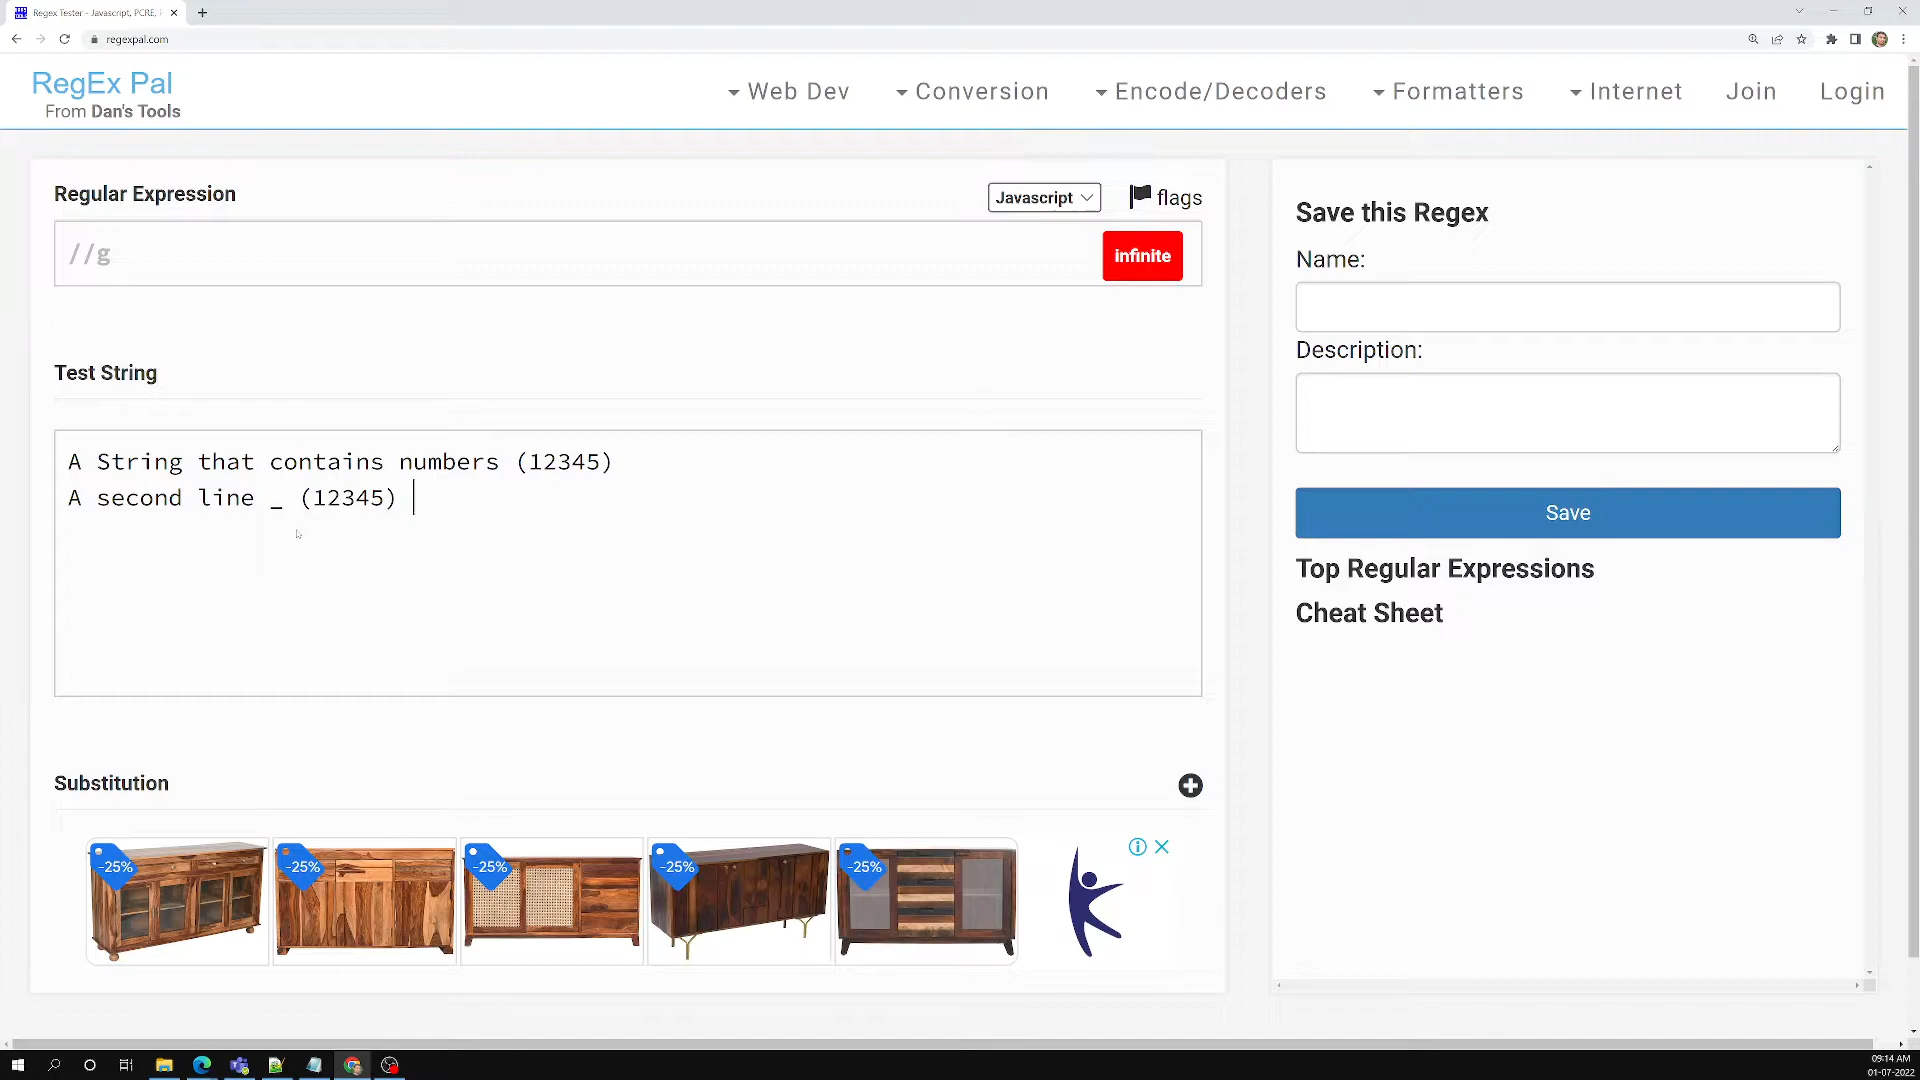 Regex Tester - Javascript, PCRE, P
regexpal.com
RegEx Pal
From Dan's Tools
Web Dev
Conversion
Encode/Decoders
Formatters
Internet
Join
Login
Regular Expression
Javascript
flags
//g
infinite
Test String
A String that contains numbers (12345)
A second line _ (12345)
Substitution
-25%
-25%
-25%
-25%
-25%
Save this Regex
Name:
Description:
Save
Top Regular Expressions
Cheat Sheet
09:14 AM
01-07-2022